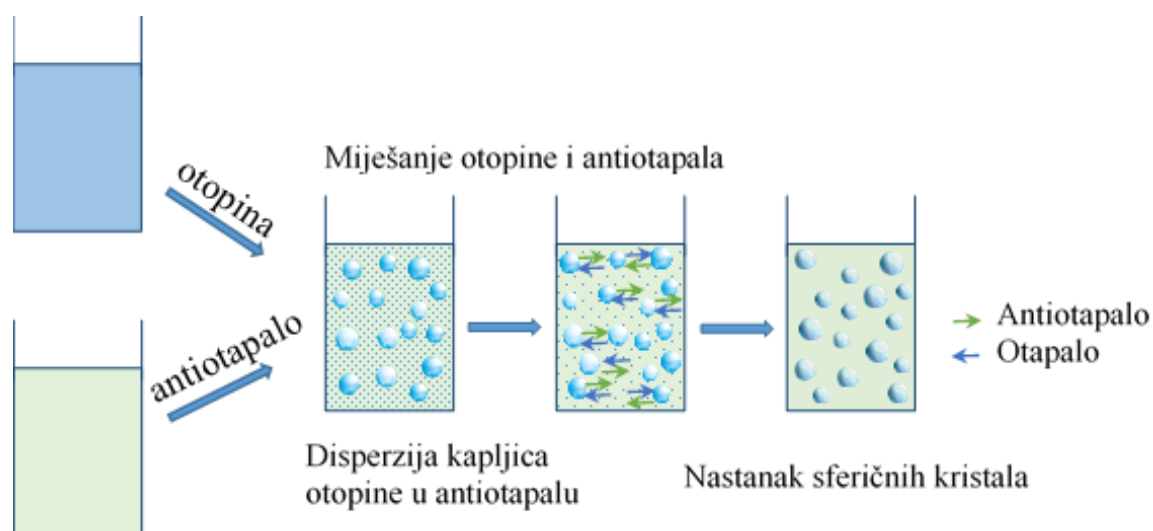 otopina
antiotapalo
Miješanje otopine i antiotapala
Disperzija kapljica
otopine u antiotapalu
Nastanak sferičnih kristala
Antiotapalo
Otapalo